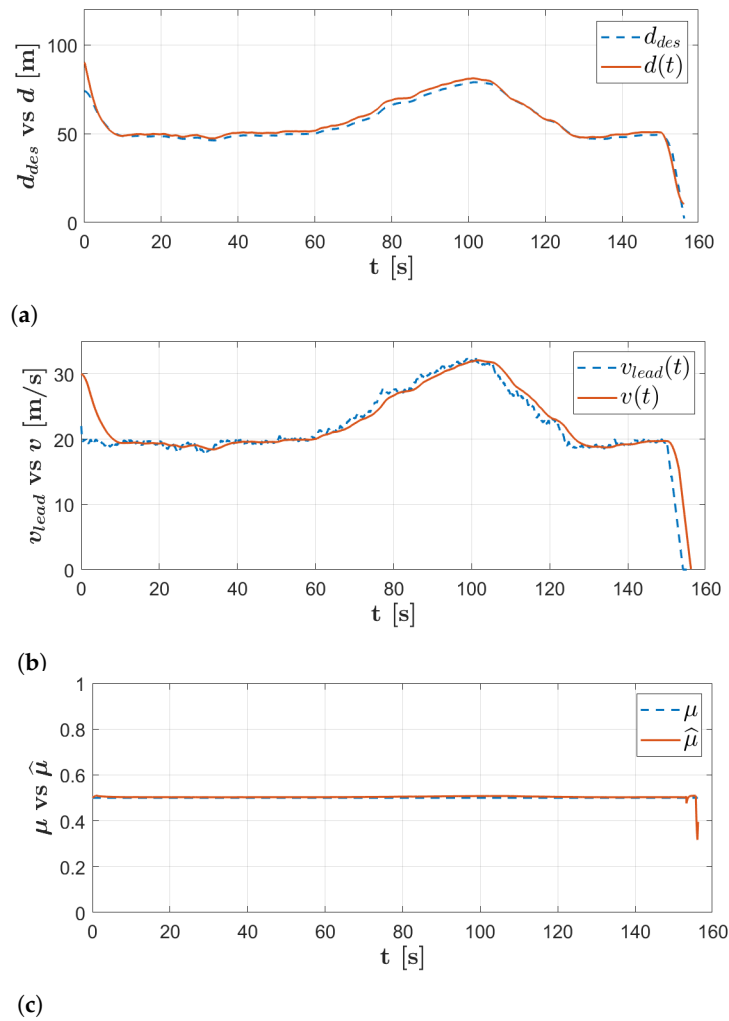 100
50
0
d_des vs d [m]
d_des
d(t)
0 20 40 60 80 100 120 140 160
t [s]
(a)
30
20
10
0
v_lead vs v [m/s]
v_lead(t)
v(t)
0 20 40 60 80 100 120 140 160
t [s]
(b)
1
0.8
0.6
0.4
0.2
0
μ vs μ̂
μ
μ̂
0 20 40 60 80 100 120 140 160
t [s]
(c)